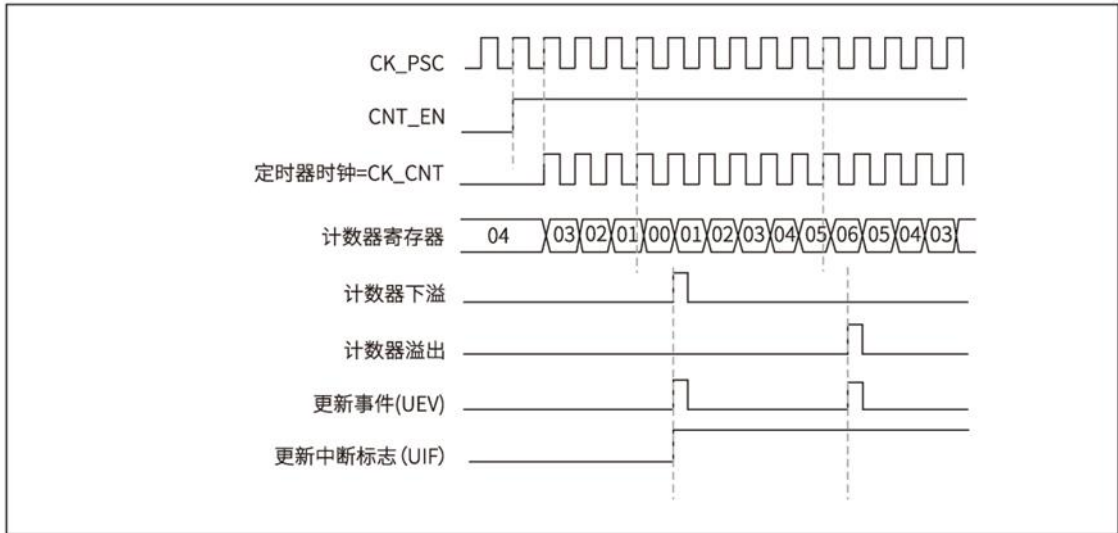 CK_PSC
CNT_EN
定时器时钟=CK_CNT
计数器寄存器 04 03 02 01 00 01 02 03 04 05 06 05 04 03
计数器下溢
计数器溢出
更新事件(UEV)
更新中断标志(UIF)